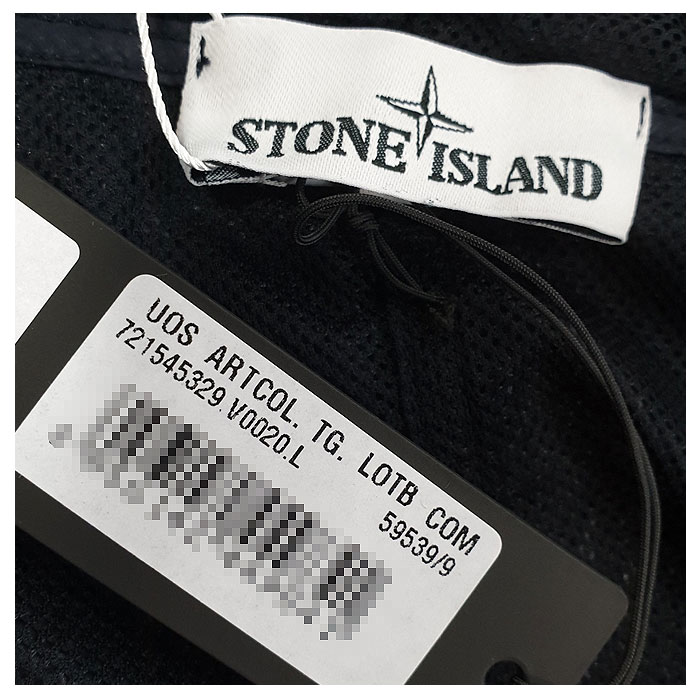 STONE ISLAND
UOS ARTCOL. TG. LOTB COM
721545329.V0020.L 59539/9